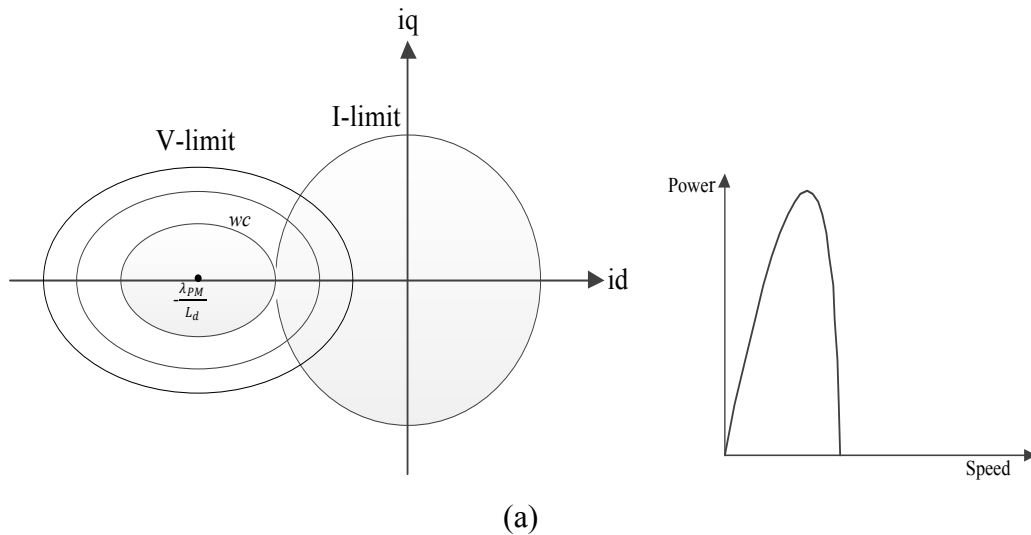 iq
I-limit
V-limit
wc
-λPM/Ld
id
Power
Speed
(a)